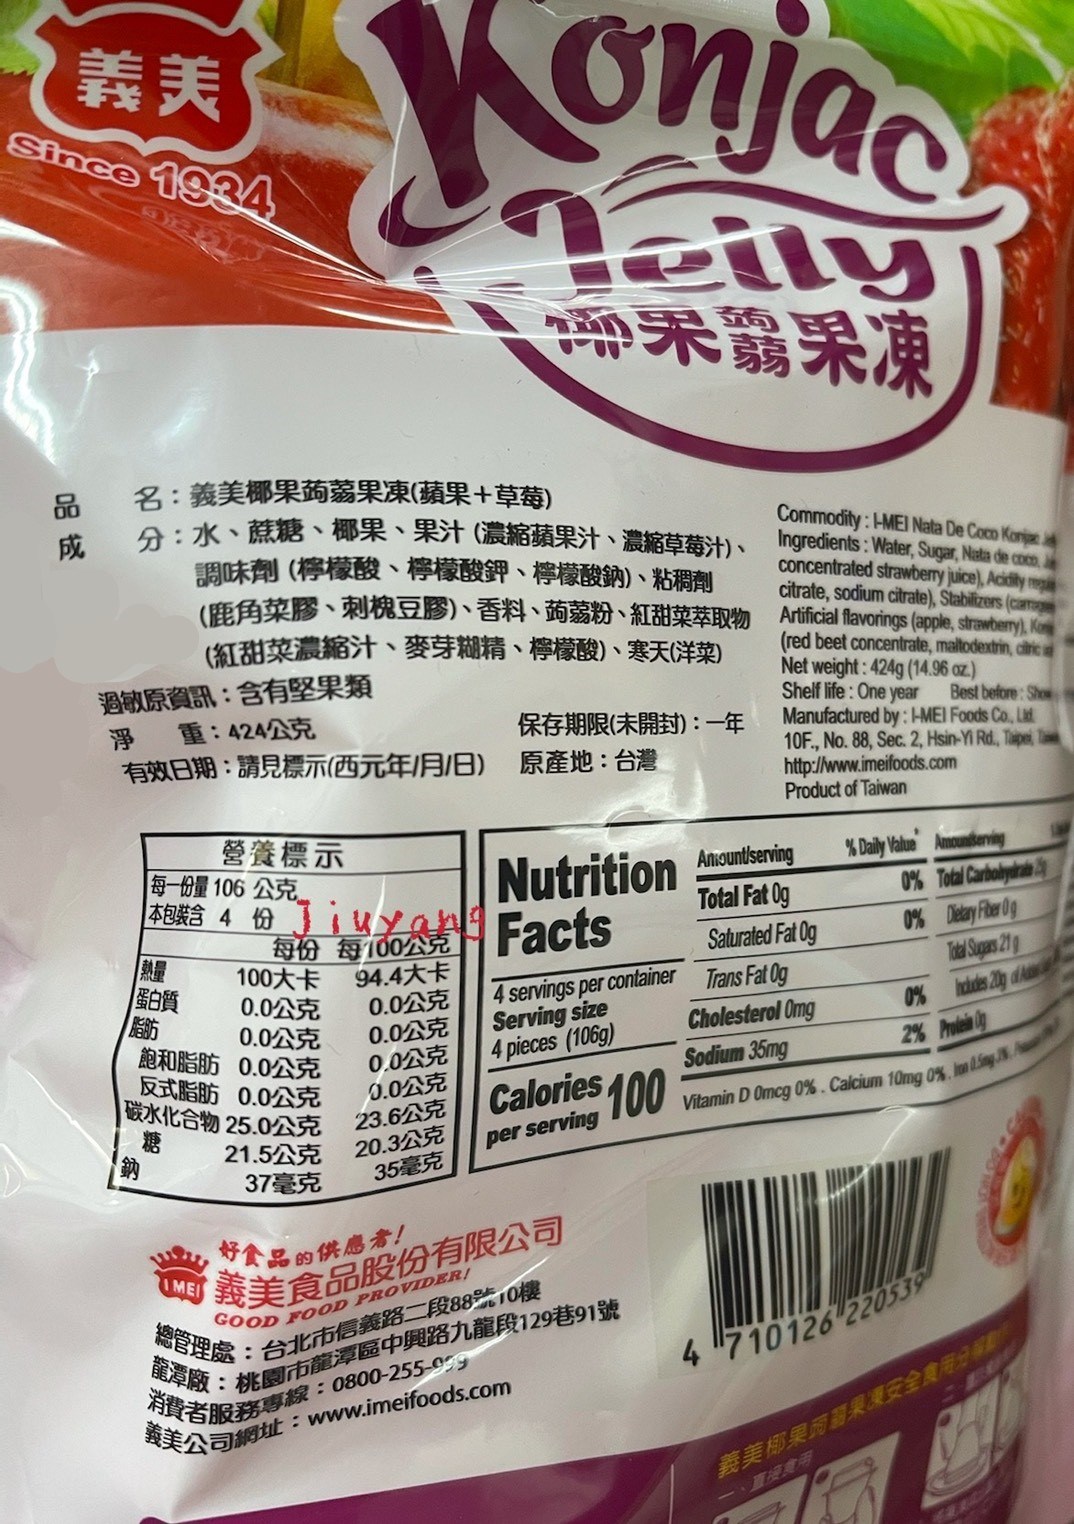 義美
Since 1934
Konjac
Jelly
椰果蒟蒻果凍
品名：義美椰果蒟蒻果凍(蘋果＋草莓)
成分：水、蔗糖、椰果、果汁 (濃縮蘋果汁、濃縮草莓汁)、
調味劑 (檸檬酸、檸檬酸鉀、檸檬酸鈉)、粘稠劑
(鹿角菜膠、刺槐豆膠)、香料、蒟蒻粉、紅甜菜萃取物
(紅甜菜濃縮汁、麥芽糊精、檸檬酸)、寒天(洋菜)
過敏原資訊：含有堅果類
淨重：424公克
保存期限(未開封)：一年
有效日期：請見標示(西元年/月/日)
原產地：台灣
Commodity : I-MEI Nata De Coco Konjac
Ingredients : Water, Sugar, Nata de coco,
concentrated strawberry juice), Acidity
citrate, sodium citrate), Stabilizers
Artificial flavorings (apple, strawberry),
(red beet concentrate, maltodextrin, citric
Net weight : 424g (14.96 oz.)
Shelf life : One year Best before :
Manufactured by : I-MEI Foods Co., Ltd.
10F., No. 88, Sec. 2, Hsin-Yi Rd., Taipei,
http://www.imeifoods.com
Product of Taiwan
營養標示
每一份量 106 公克
本包裝含 4 份
Jiuyang
每份 每100公克
熱量 100大卡 94.4大卡
蛋白質 0.0公克 0.0公克
脂肪 0.0公克 0.0公克
飽和脂肪 0.0公克 0.0公克
反式脂肪 0.0公克 0.0公克
碳水化合物 25.0公克 23.6公克
糖 21.5公克 20.3公克
鈉 37毫克 35毫克
Nutrition
Facts
4 servings per container
Serving size
4 pieces (106g)
Calories 100
per serving
Amount/serving % Daily Value* Amount/serving
Total Fat 0g 0% Total Carbohydrate 25g
Saturated Fat 0g 0% Dietary Fiber 0g
Trans Fat 0g Total Sugars 21g
Cholesterol 0mg 0% Includes 20g of
Sodium 35mg 2% Protein 0g
Vitamin D 0mcg 0% . Calcium 10mg 0% . Iron 0.5mg
好食品的供應者!
I MEI 義美食品股份有限公司
GOOD FOOD PROVIDER!
總管理處：台北市信義路二段88號10樓
龍潭廠：桃園市龍潭區中興路九龍段129巷91號
消費者服務專線：0800-255-999
義美公司網址：www.imeifoods.com
4 710126 220539
義美椰果蒟蒻果凍安全食用分解動作
一、直接食用
二、